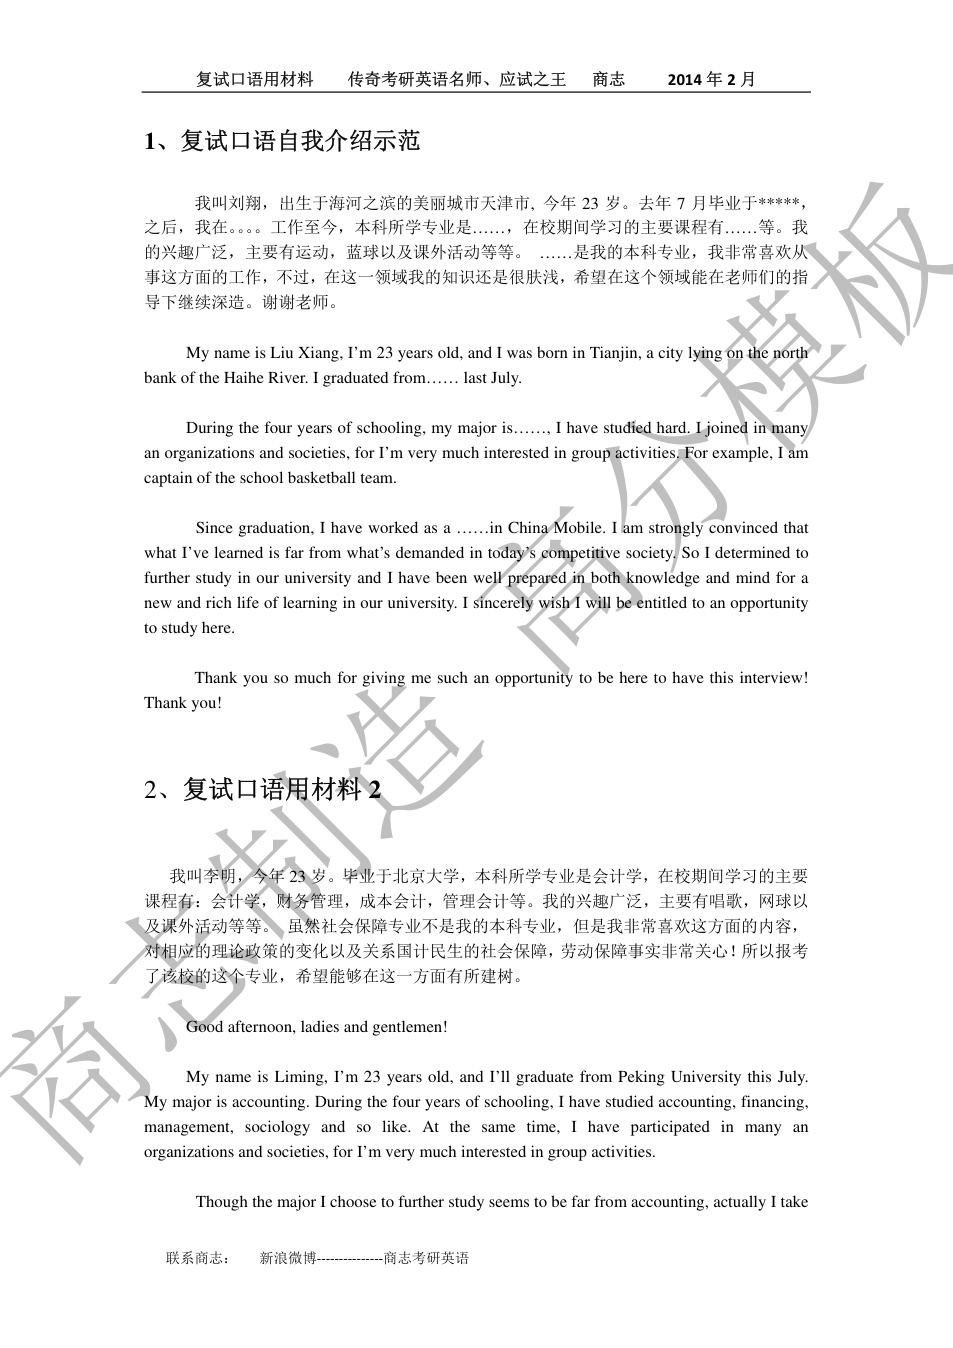 复试口语用材料 传奇考研英语名师、应试之王 商志 2014 年 2 月
1、复试口语自我介绍示范
我叫刘翔，出生于海河之滨的美丽城市天津市, 今年 23 岁。去年 7 月毕业于*****，
之后，我在。。。。工作至今，本科所学专业是……，在校期间学习的主要课程有……等。我
的兴趣广泛，主要有运动，蓝球以及课外活动等等。 ……是我的本科专业，我非常喜欢从
事这方面的工作，不过，在这一领域我的知识还是很肤浅，希望在这个领域能在老师们的指
导下继续深造。谢谢老师。
My name is Liu Xiang, I’m 23 years old, and I was born in Tianjin, a city lying on the north
bank of the Haihe River. I graduated from…… last July.
During the four years of schooling, my major is……, I have studied hard. I joined in many
an organizations and societies, for I’m very much interested in group activities. For example, I am
captain of the school basketball team.
Since graduation, I have worked as a ……in China Mobile. I am strongly convinced that
what I’ve learned is far from what’s demanded in today’s competitive society. So I determined to
further study in our university and I have been well prepared in both knowledge and mind for a
new and rich life of learning in our university. I sincerely wish I will be entitled to an opportunity
to study here.
Thank you so much for giving me such an opportunity to be here to have this interview!
Thank you!
2、复试口语用材料 2
我叫李明，今年 23 岁。毕业于北京大学，本科所学专业是会计学，在校期间学习的主要
课程有：会计学，财务管理，成本会计，管理会计等。我的兴趣广泛，主要有唱歌，网球以
及课外活动等等。 虽然社会保障专业不是我的本科专业，但是我非常喜欢这方面的内容，
对相应的理论政策的变化以及关系国计民生的社会保障，劳动保障事实非常关心！所以报考
了该校的这个专业，希望能够在这一方面有所建树。
Good afternoon, ladies and gentlemen!
My name is Liming, I’m 23 years old, and I’ll graduate from Peking University this July.
My major is accounting. During the four years of schooling, I have studied accounting, financing,
management, sociology and so like. At the same time, I have participated in many an
organizations and societies, for I’m very much interested in group activities.
Though the major I choose to further study seems to be far from accounting, actually I take
联系商志： 新浪微博---------------商志考研英语
商志制造 高分模板